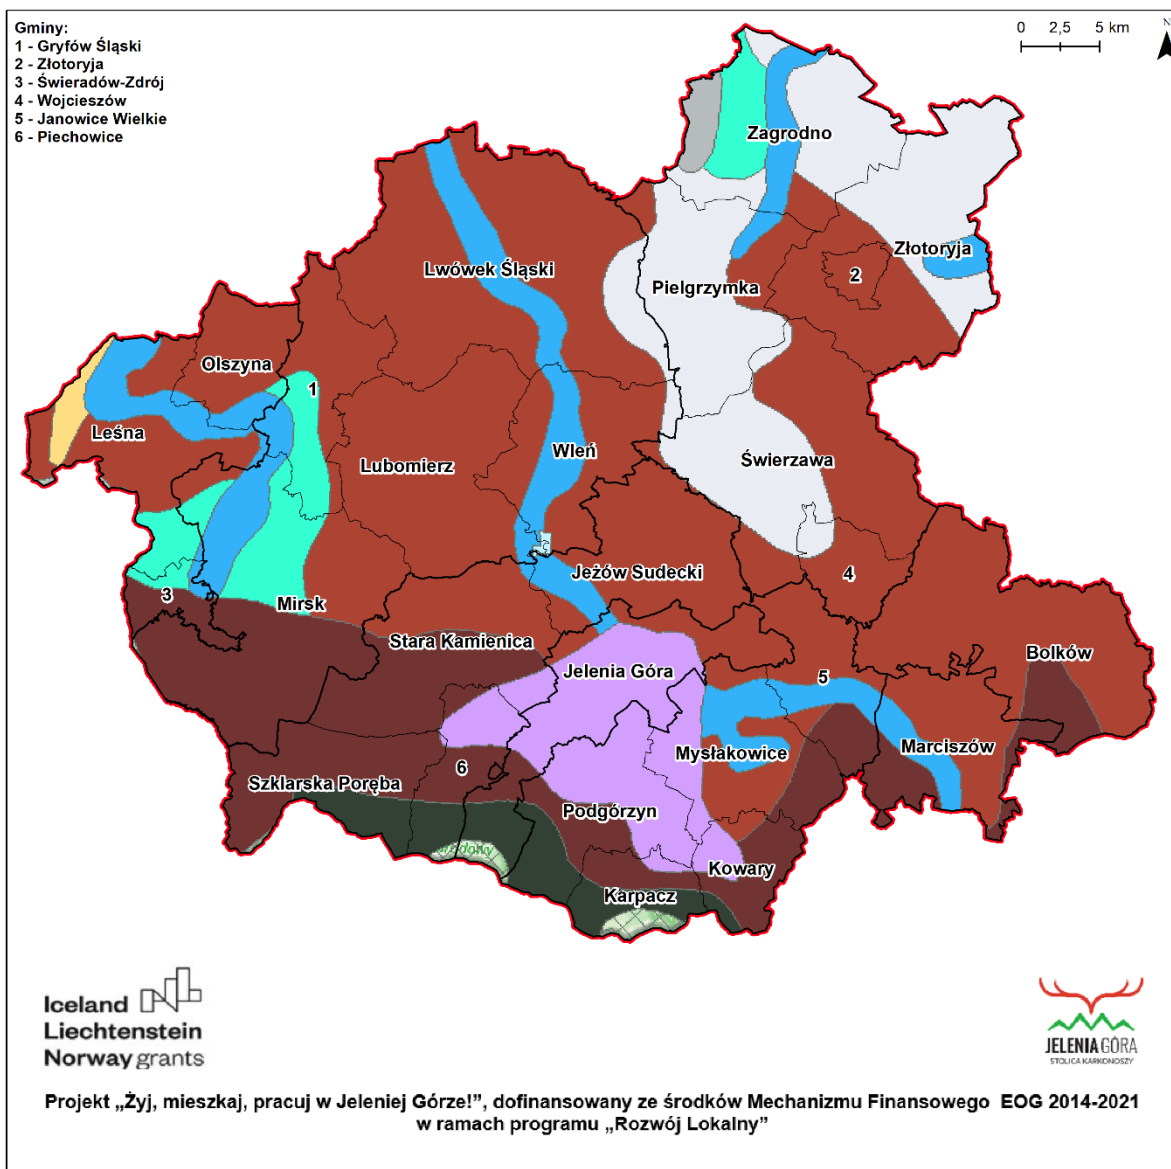 Gminy:
1 - Gryfów Śląski
2 - Złotoryja
3 - Świeradów-Zdrój
4 - Wojcieszów
5 - Janowice Wielkie
6 - Piechowice
0 2,5 5 km
N
Zagrodno
Złotoryja
Lwówek Śląski
2
Pielgrzymka
Olszyna
1
Leśna
Lubomierz
Wleń
Świerzawa
Jeżów Sudecki
4
3
Mirsk
Stara Kamienica
Bolków
Jelenia Góra
5
Marciszów
Mysłakowice
6
Szklarska Poręba
Podgórzyn
Kowary
Karpacz
Iceland
Liechtenstein
Norway grants
JELENIA GÓRA
STOLICA KARKONOSZY
Projekt „Żyj, mieszkaj, pracuj w Jeleniej Górze!”, dofinansowany ze środków Mechanizmu Finansowego EOG 2014-2021
w ramach programu „Rozwój Lokalny”